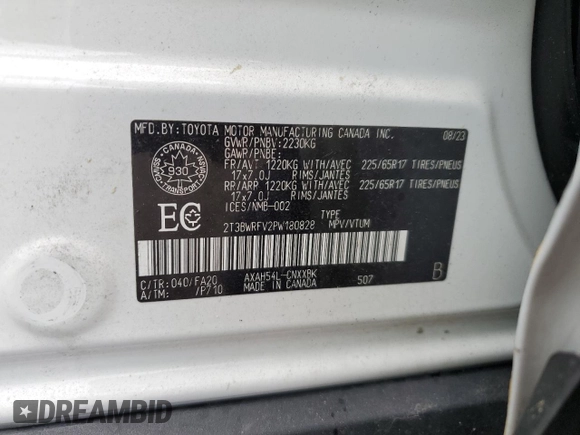 MFD.BY:TOYOTA MOTOR MANUFACTURING CANADA INC. 08/23
GVWR/PNBV:2230KG
GAWR/PNBE:
FR/AVT 1220KG WITH/AVEC 225/65R17 TIRES/PNEUS
17x7.0J RIMS/JANTES
RR/ARR 1220KG WITH/AVEC 225/65R17 TIRES/PNEUS
17x7.0J RIMS/JANTES
ICES/NMB-002 TYPE
2T3BWRFV2PW180828 MPV/VTUM
CANADA
930
TRANSPORT
EC
C/TR:040/FA20 AXAH54L-CNXXBK
A/TM: /P710 MADE IN CANADA 507 B
DREAMBID